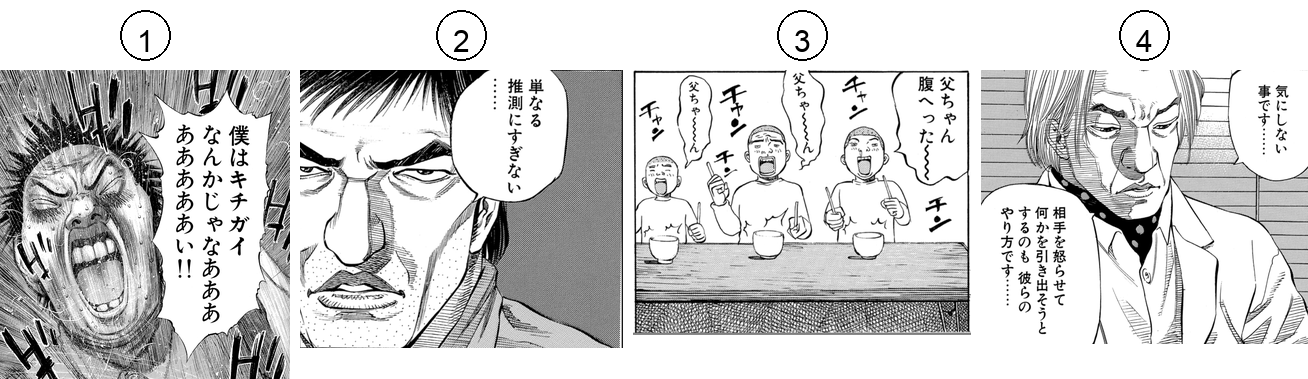 1
2
3
4
僕はキチガイ
なんかじゃなあああ
ああああああい!!
単なる
推測にすぎない
……
父ちゃん
腹へった〜〜〜
チャン
父ちゃ〜〜ん
チャン
チ
父ちゃ〜〜ん
チャン
チン
気にしない
事です……
相手を怒らせて
何かを引き出そうと
するのも 彼らの
やり方です……